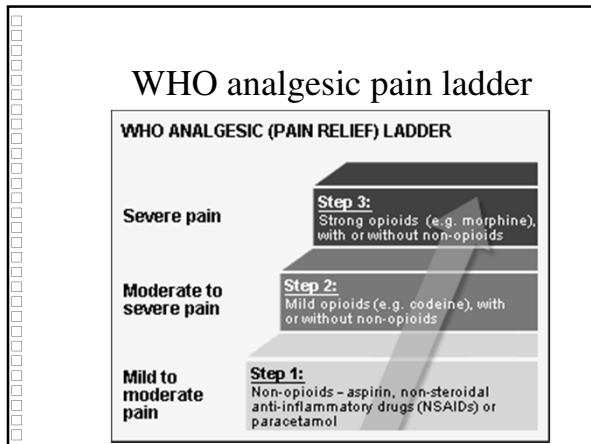 WHO analgesic pain ladder
WHO ANALGESIC (PAIN RELIEF) LADDER
Severe pain
Step 3:
Strong opioids (e.g. morphine),
with or without non-opioids
Moderate to
severe pain
Step 2:
Mild opioids (e.g. codeine), with
or without non-opioids
Mild to
moderate
pain
Step 1:
Non-opioids – aspirin, non-steroidal
anti-inflammatory drugs (NSAIDs) or
paracetamol